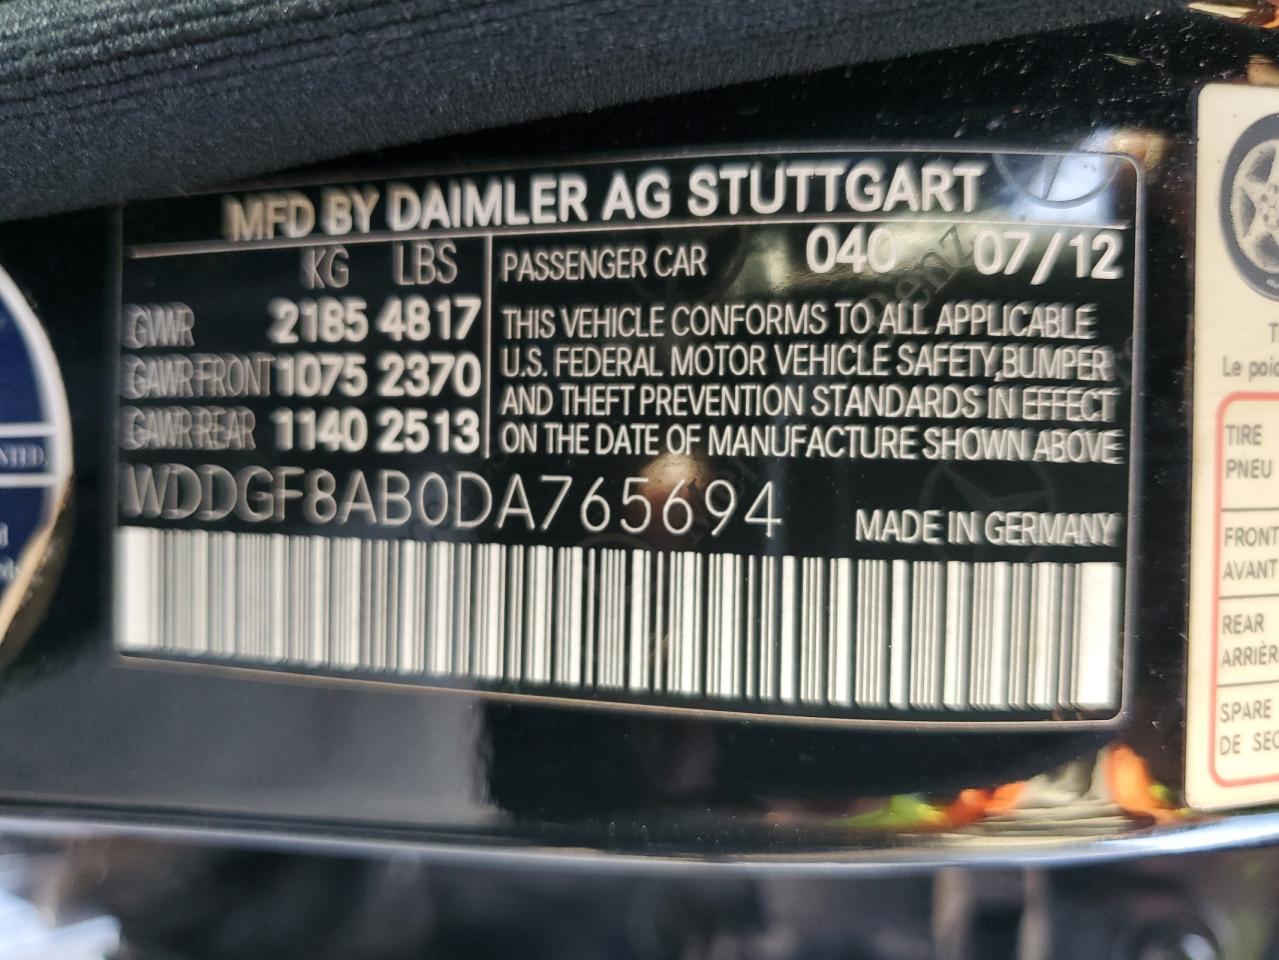 MFD BY DAIMLER AG STUTTGART
KG LBS
GVWR 2185 4817
GAWR FRONT 1075 2370
GAWR REAR 1140 2513
PASSENGER CAR 040 07/12
THIS VEHICLE CONFORMS TO ALL APPLICABLE
U.S. FEDERAL MOTOR VEHICLE SAFETY,BUMPER
AND THEFT PREVENTION STANDARDS IN EFFECT
ON THE DATE OF MANUFACTURE SHOWN ABOVE
WDDGF8AB0DA765694
MADE IN GERMANY
Le poid
TIRE
PNEU
FRONT
AVANT
REAR
ARRIÈR
SPARE
DE SEC